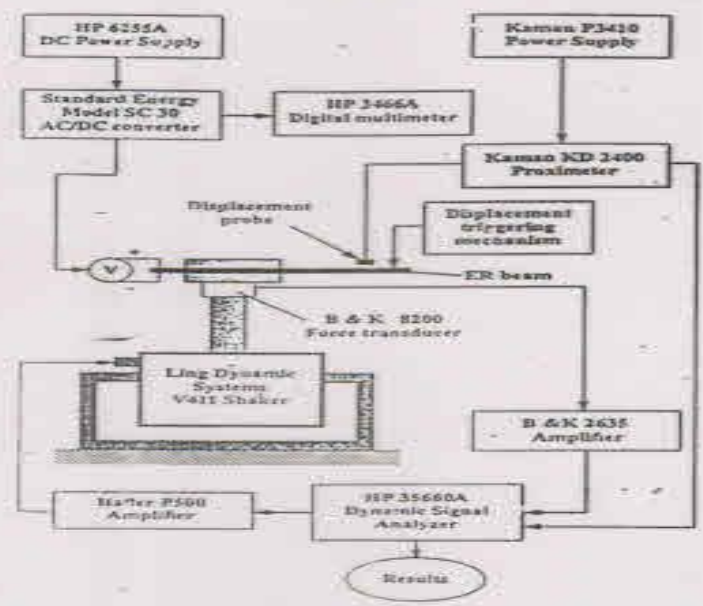 HP 6255A
DC Power Supply
Kaman P3410
Power Supply
Standard Energy
Model SC 30
AC/DC converter
HP 3466A
Digital multimeter
Kaman KD 2400
Proximeter
Displacement
probe
Displacement
triggering
mechanism
+
V
ER beam
B & K 8200
Force transducer
Ling Dynamic
Systems
V411 Shaker
B & K 2635
Amplifier
Hafler P500
Amplifier
HP 35660A
Dynamic Signal
Analyzer
Results